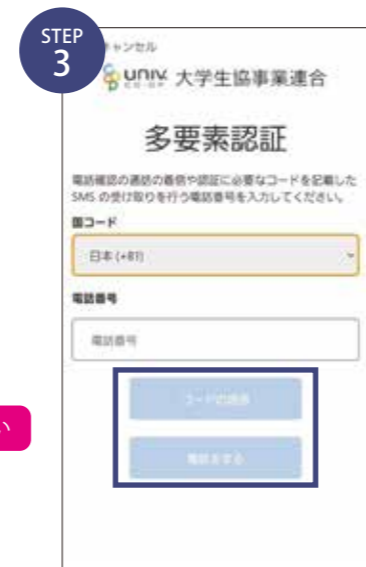 STEP
3
キャンセル
univ. 大学生協事業連合
CO-OP
多要素認証
電話確認の通話の着信や認証に必要なコードを記載した
SMS の受け取りを行う電話番号を入力してください。
国コード
日本 (+81)
電話番号
電話番号
コードの送信
電話をする
い